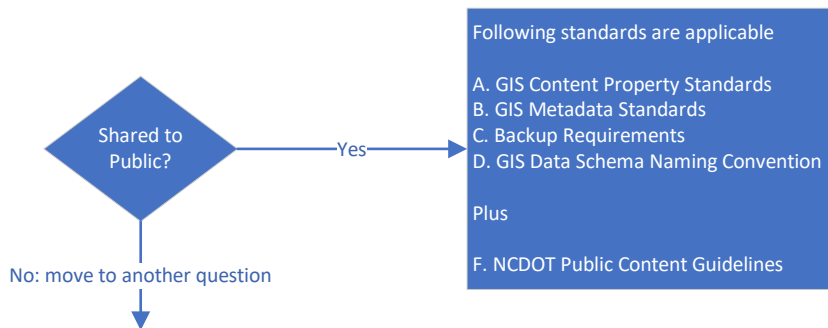 Shared to
Public?
Yes
No: move to another question
Following standards are applicable
A. GIS Content Property Standards
B. GIS Metadata Standards
C. Backup Requirements
D. GIS Data Schema Naming Convention
Plus
F. NCDOT Public Content Guidelines